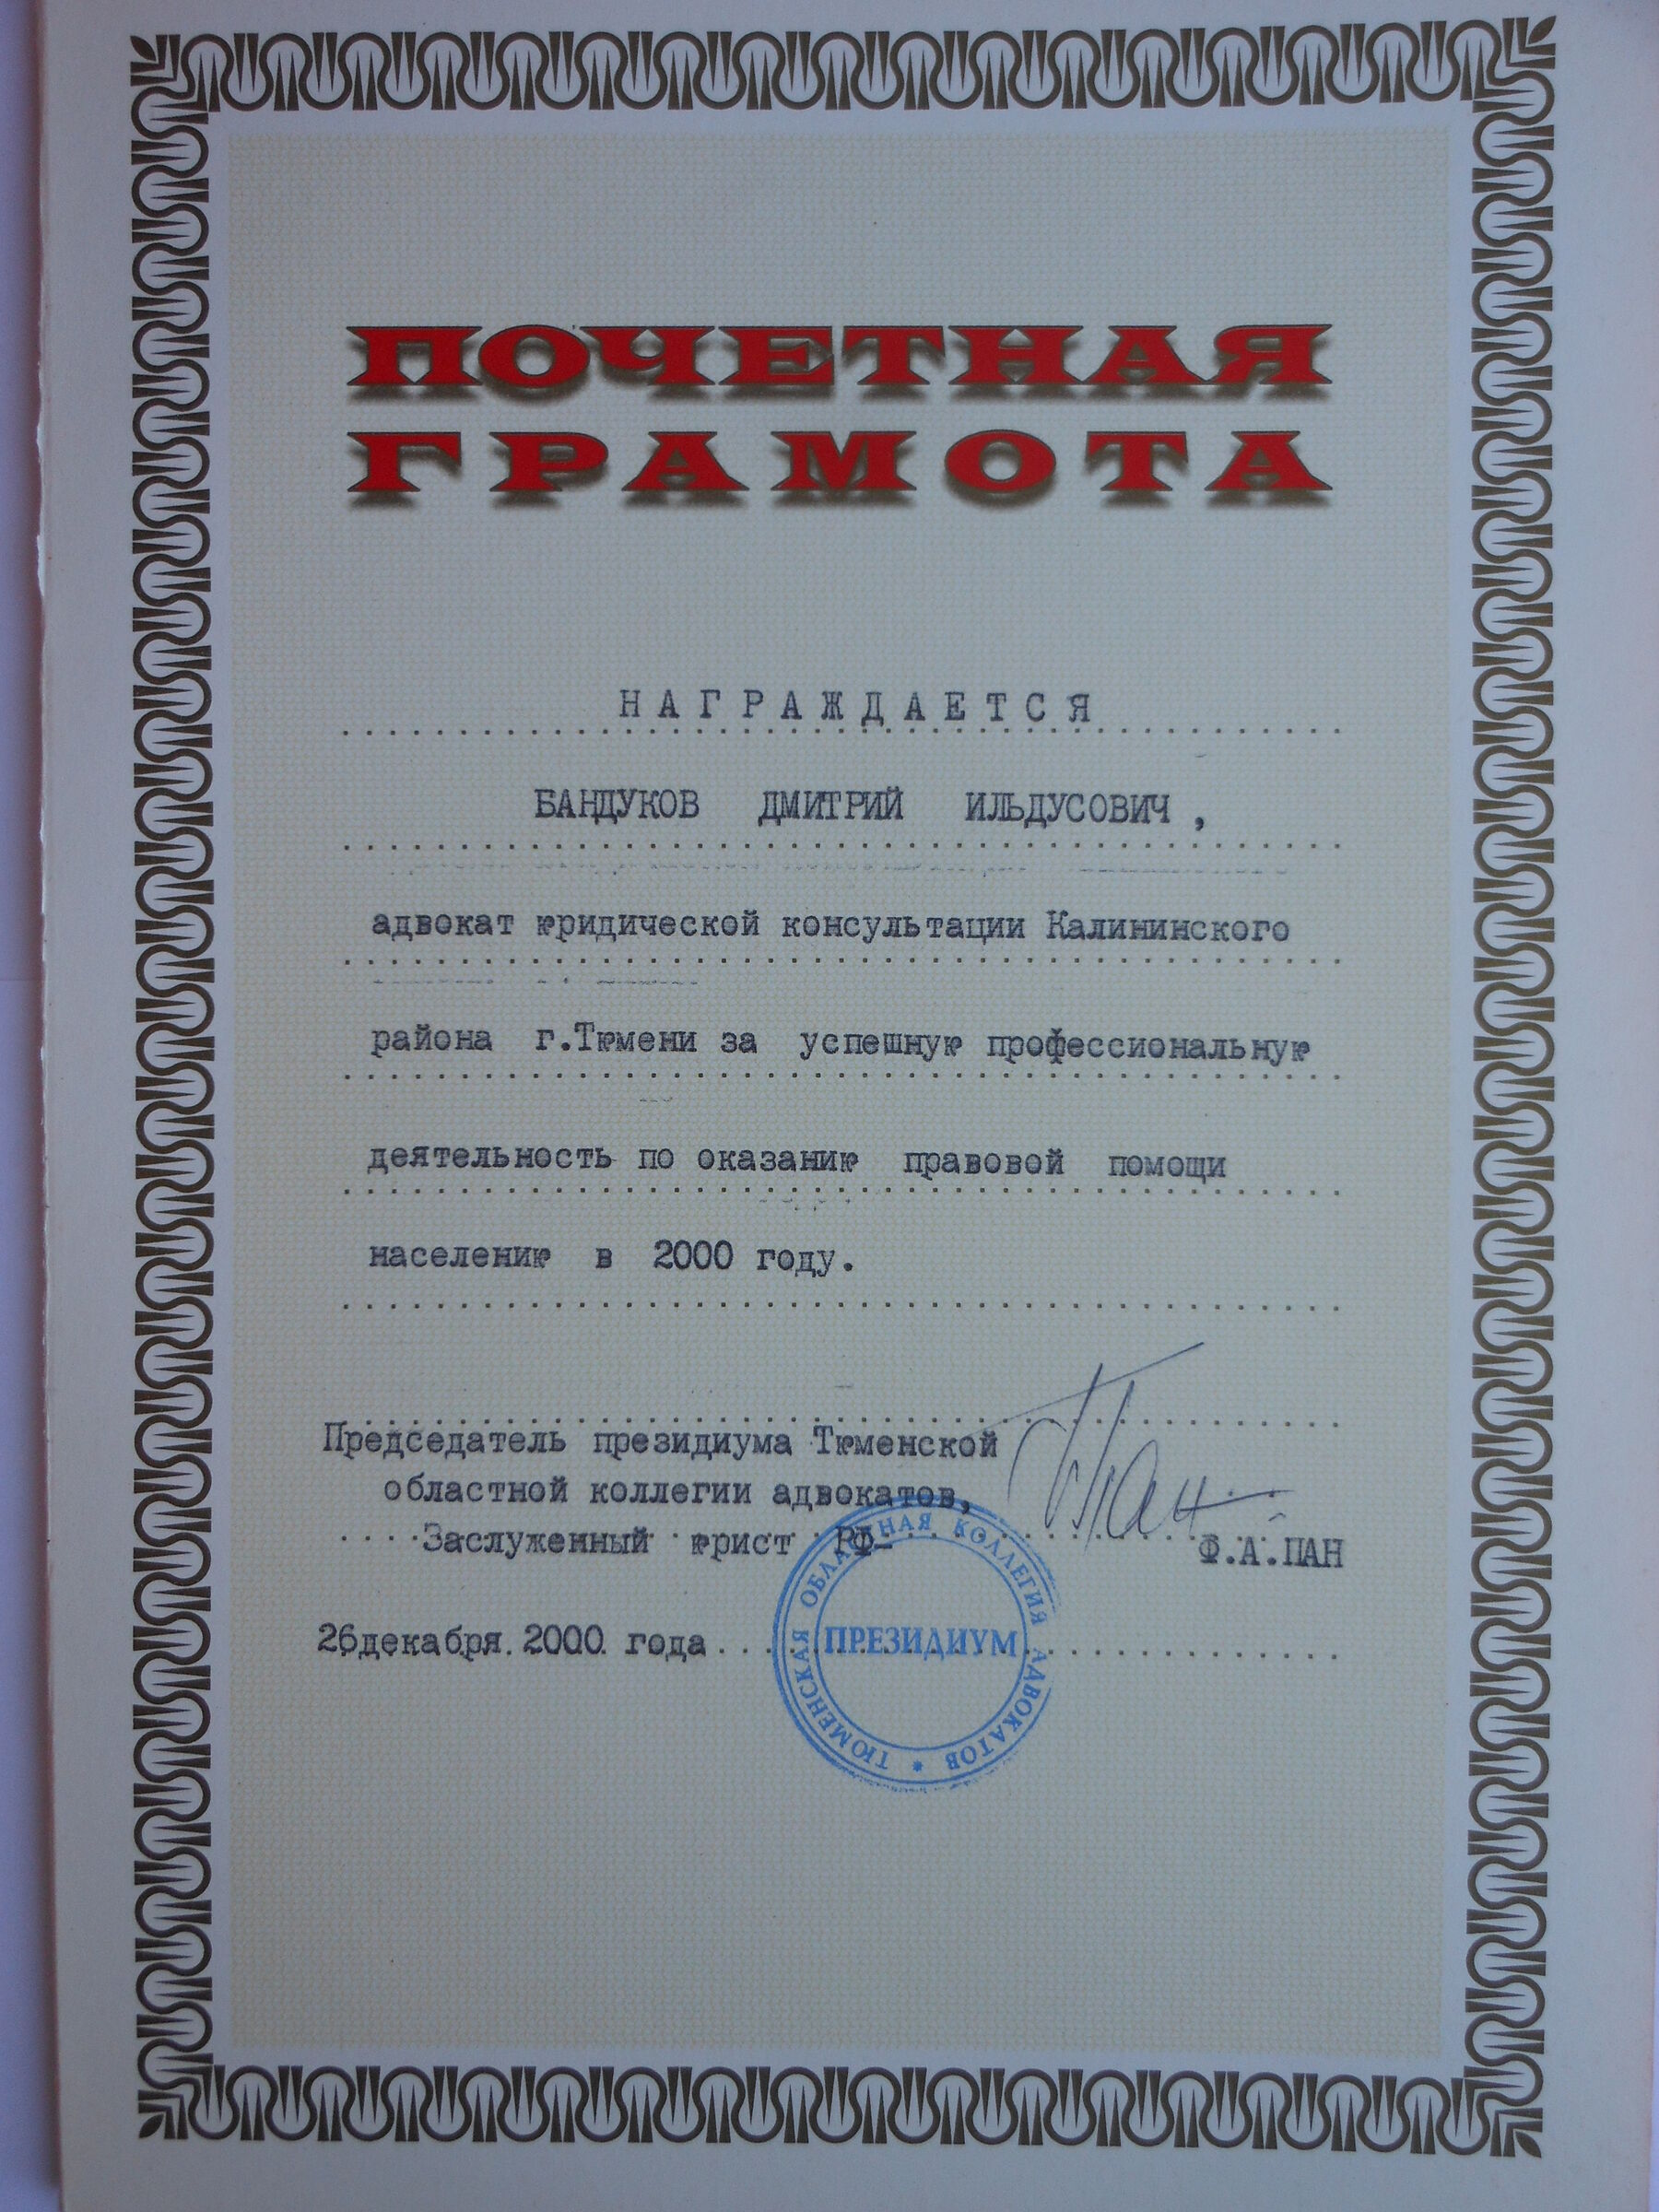 ПОЧЕТНАЯ
ГРАМОТА
НАГРАЖДАЕТСЯ
БАНДУКОВ ДМИТРИЙ ИЛЬДУСОВИЧ,
адвокат юридической консультации Калининского
района г.Тюмени за успешную профессиональную
деятельность по оказанию правовой помощи
населению в 2000 году.
Председатель президиума Тюменской
областной коллегии адвокатов,
Заслуженный юрист РФ-
Пан
Ф.А.ПАН
26декабря 2000 года
ТЮМЕНСКАЯ ОБЛАСТНАЯ КОЛЛЕГИЯ АДВОКАТОВ *
ПРЕЗИДИУМ